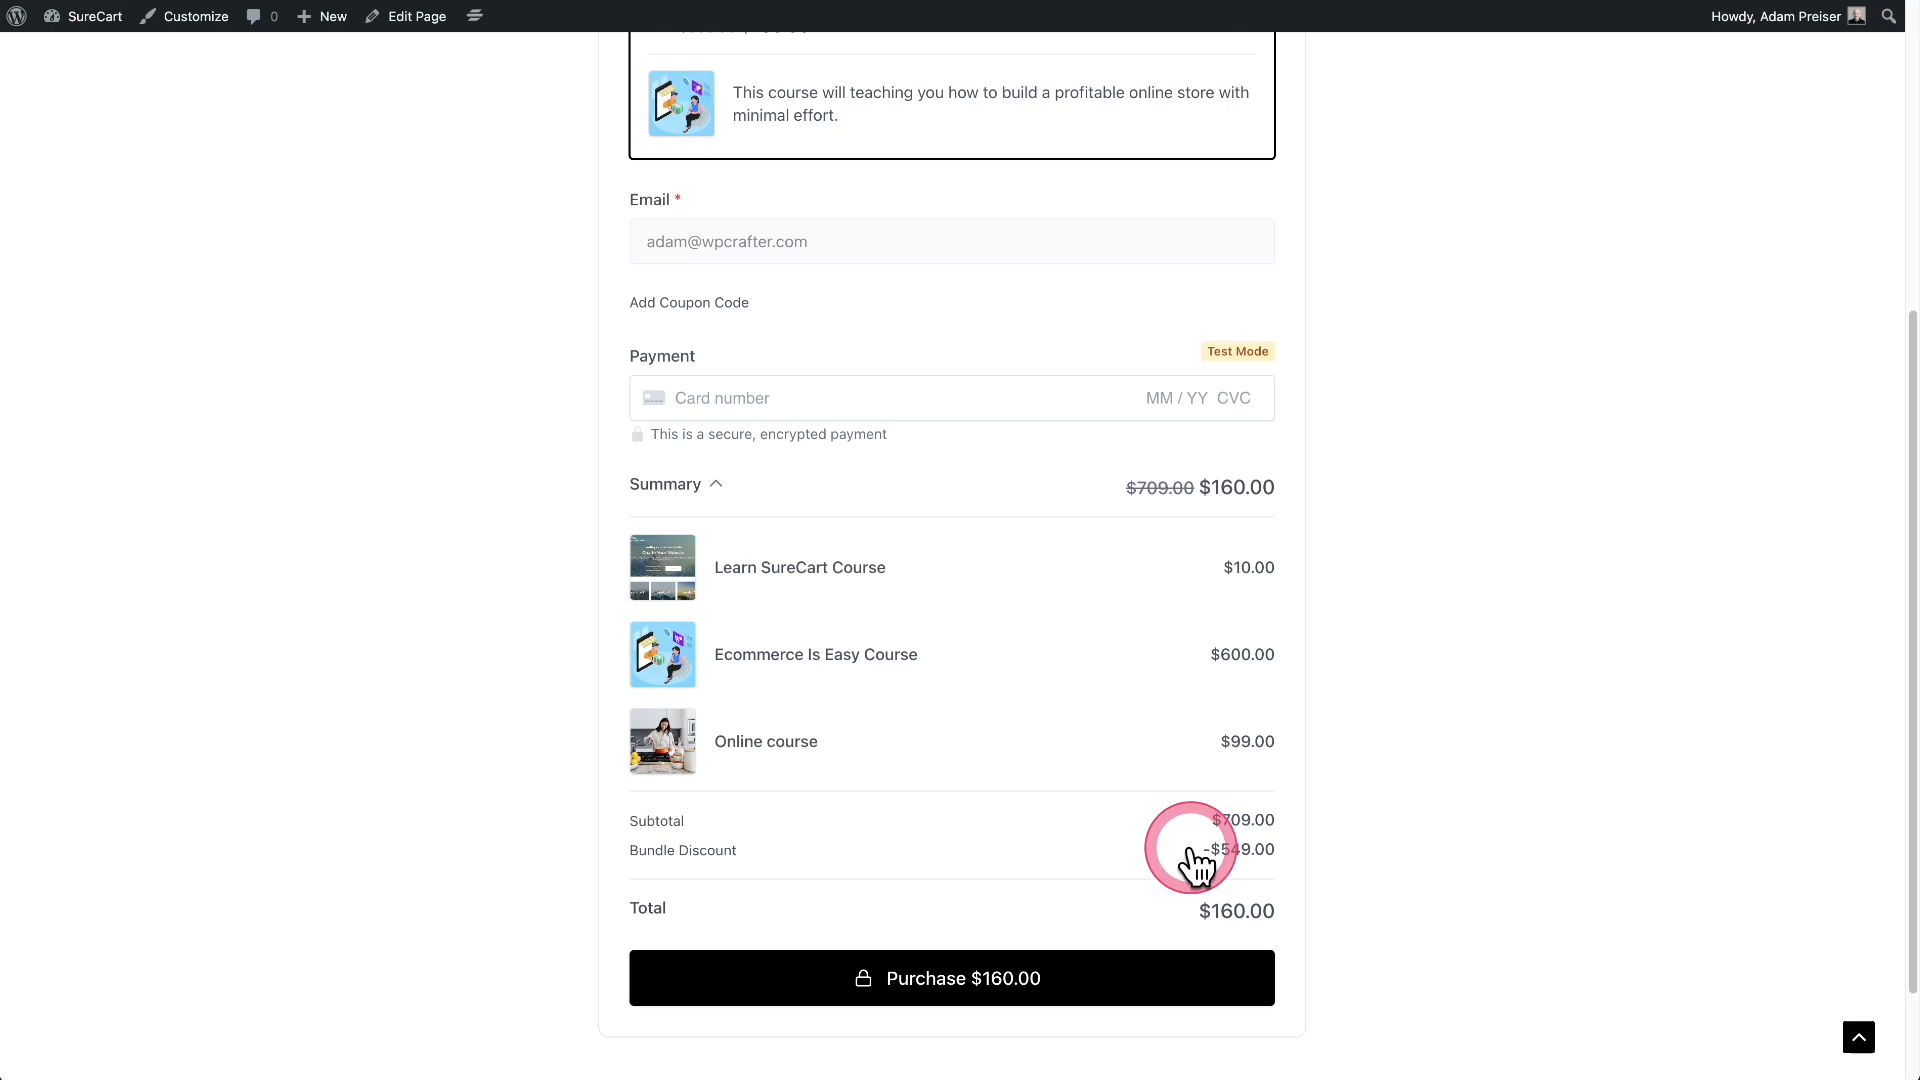 SureCart Customize 0 New Edit Page Howdy, Adam Preiser
This course will teaching you how to build a profitable online store with
minimal effort.
Email *
adam@wpcrafter.com
Add Coupon Code
Payment Test Mode
Card number MM / YY CVC
This is a secure, encrypted payment
Summary $709.00 $160.00
Learn SureCart Course $10.00
Ecommerce Is Easy Course $600.00
Online course $99.00
Subtotal $709.00
Bundle Discount -$549.00
Total $160.00
Purchase $160.00